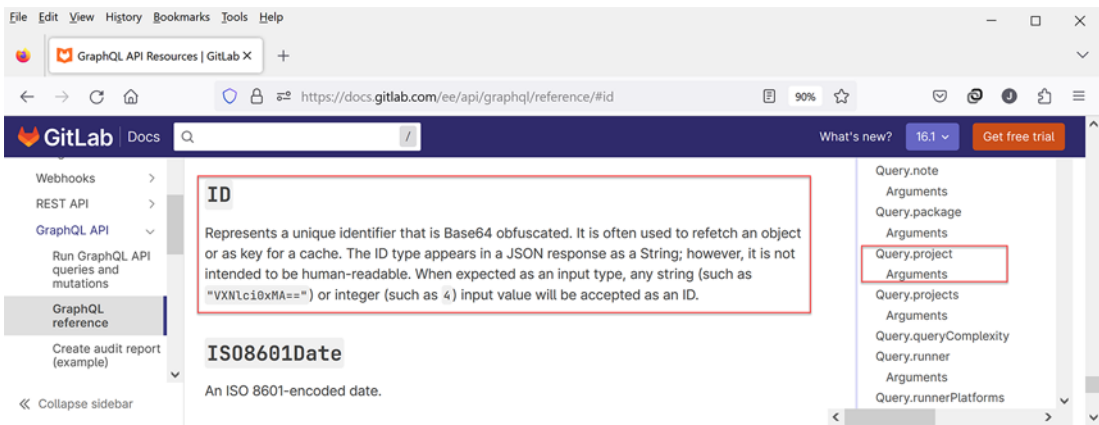 File Edit View History Bookmarks Tools Help
GraphQL API Resources | GitLab
https://docs.gitlab.com/ee/api/graphql/reference/#id
90%
J
GitLab Docs
/
What's new?
16.1
Get free trial
Webhooks
REST API
GraphQL API
Run GraphQL API
queries and
mutations
GraphQL
reference
Create audit report
(example)
Collapse sidebar
ID
Represents a unique identifier that is Base64 obfuscated. It is often used to refetch an object
or as key for a cache. The ID type appears in a JSON response as a String; however, it is not
intended to be human-readable. When expected as an input type, any string (such as
"VXNlci0xMA==") or integer (such as 4) input value will be accepted as an ID.
ISO8601Date
An ISO 8601-encoded date.
Query.note
Arguments
Query.package
Arguments
Query.project
Arguments
Query.projects
Arguments
Query.queryComplexity
Query.runner
Arguments
Query.runnerPlatforms